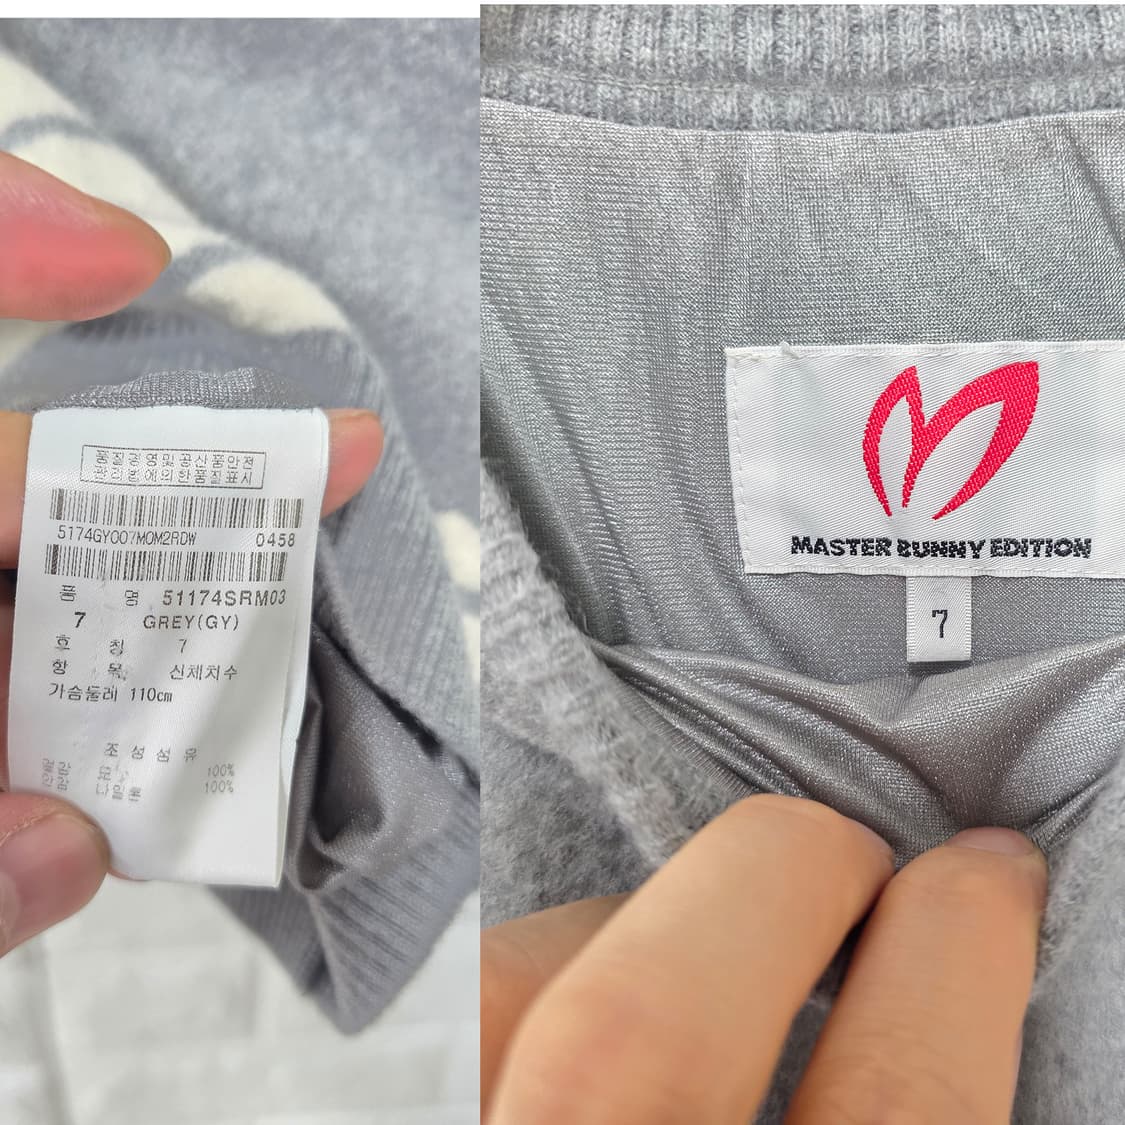 품질경영및공산품안전
관리법에의한품질표시
5174GY007MOM2RDW 0458
품 명 51174SRM03
7 GREY(GY)
호 칭 7
항 목 신체치수
가슴둘레 110cm
조 성 섬 유
겉감 모 100%
안감 나일론 100%
MASTER BUNNY EDITION
7